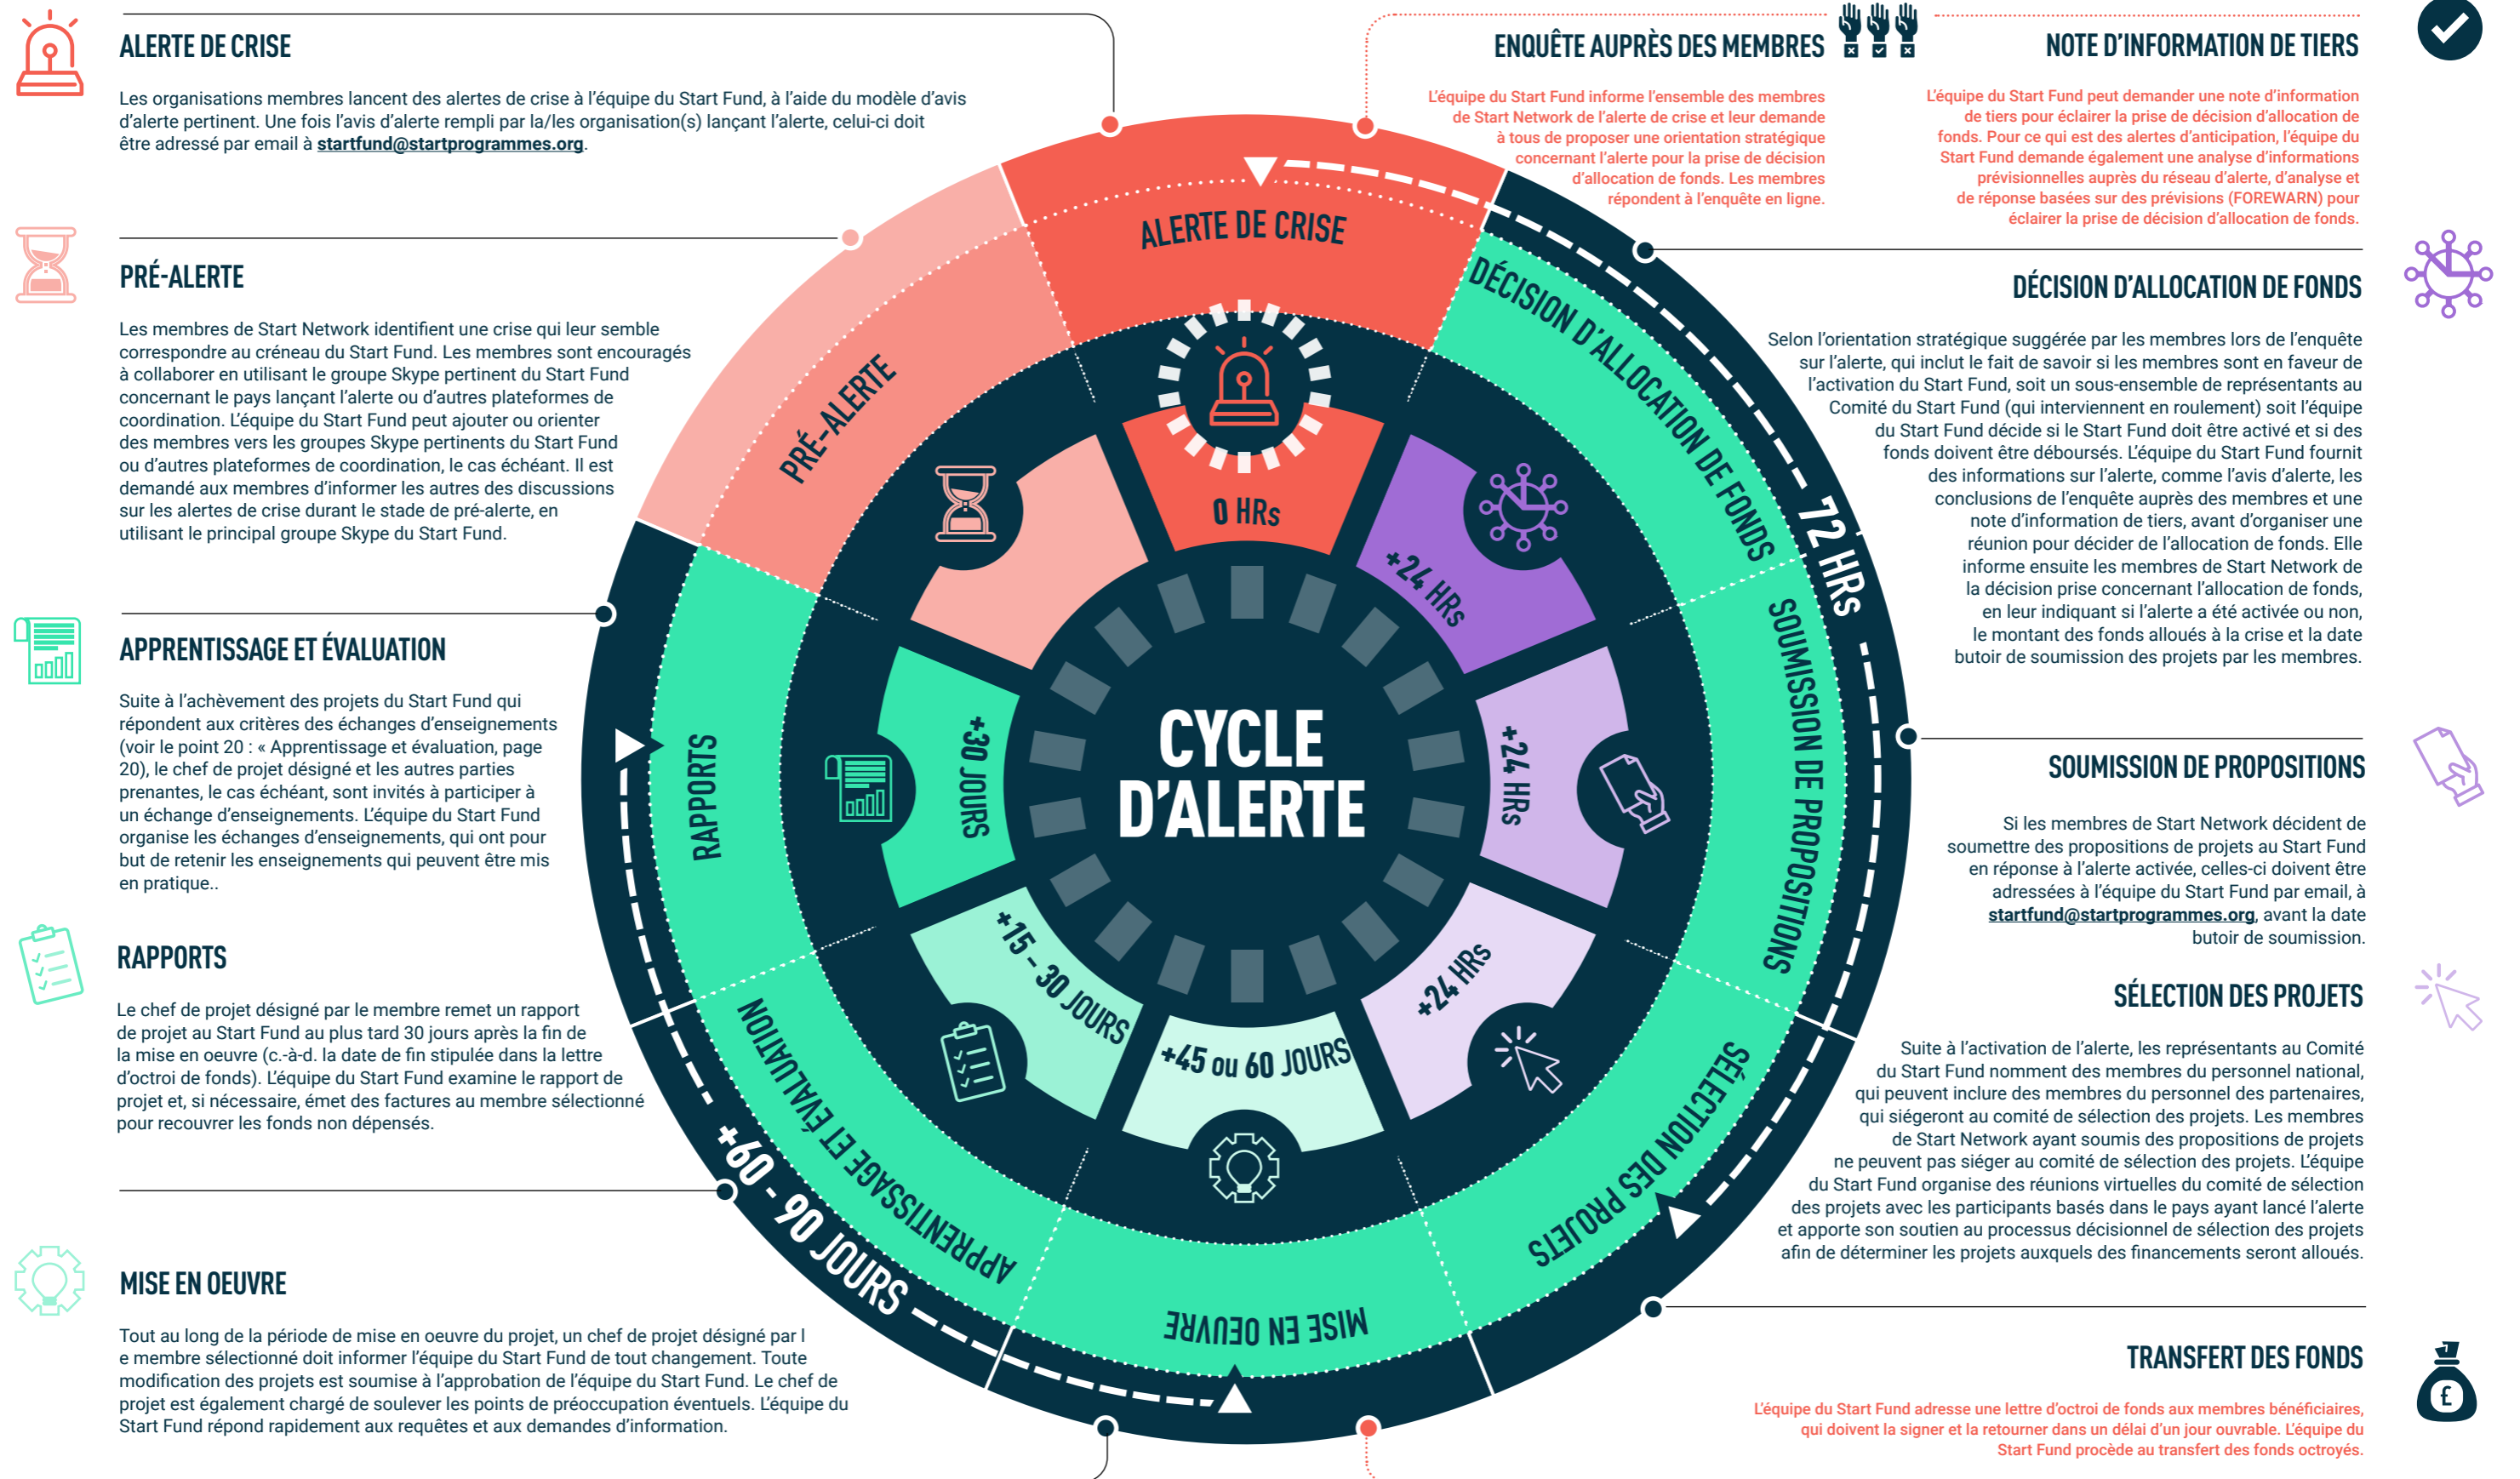 ALERTE DE CRISE
Les organisations membres lancent des alertes de crise à l'équipe du Start Fund, à l'aide du modèle d'avis
d'alerte pertinent. Une fois l'avis d'alerte rempli par la/les organisation(s) lançant l'alerte, celui-ci doit
être adressé par email à startfund@startprogrammes.org.
PRÉ-ALERTE
Les membres de Start Network identifient une crise qui leur semble
correspondre au créneau du Start Fund. Les membres sont encouragés
à collaborer en utilisant le groupe Skype pertinent du Start Fund
concernant le pays lançant l'alerte ou d'autres plateformes de
coordination. L'équipe du Start Fund peut ajouter ou orienter
des membres vers les groupes Skype pertinents du Start Fund
ou d'autres plateformes de coordination, le cas échéant. Il est
demandé aux membres d'informer les autres des discussions
sur les alertes de crise durant le stade de pré-alerte, en
utilisant le principal groupe Skype du Start Fund.
APPRENTISSAGE ET ÉVALUATION
Suite à l'achèvement des projets du Start Fund qui
répondent aux critères des échanges d'enseignements
(voir le point 20 : « Apprentissage et évaluation, page
20), le chef de projet désigné et les autres parties
prenantes, le cas échéant, sont invités à participer à
un échange d'enseignements. L'équipe du Start Fund
organise les échanges d'enseignements, qui ont pour
but de retenir les enseignements qui peuvent être mis
en pratique..
RAPPORTS
Le chef de projet désigné par le membre remet un rapport
de projet au Start Fund au plus tard 30 jours après la fin de
la mise en oeuvre (c.-à-d. la date de fin stipulée dans la lettre
d'octroi de fonds). L'équipe du Start Fund examine le rapport de
projet et, si nécessaire, émet des factures au membre sélectionné
pour recouvrer les fonds non dépensés.
MISE EN OEUVRE
Tout au long de la période de mise en oeuvre du projet, un chef de projet désigné par l
e membre sélectionné doit informer l'équipe du Start Fund de tout changement. Toute
modification des projets est soumise à l'approbation de l'équipe du Start Fund. Le chef de
projet est également chargé de soulever les points de préoccupation éventuels. L'équipe du
Start Fund répond rapidement aux requêtes et aux demandes d'information.
ALERTE DE CRISE
DÉCISION D'ALLOCATION DE FONDS
SOUMISSION DE PROPOSITIONS
SÉLECTION DES PROJETS
MISE EN OEUVRE
APPRENTISSAGE ET ÉVALUATION
RAPPORTS
PRÉ-ALERTE
72 HRs
+60 - 90 JOURS
0 HRs
+24 HRs
+24 HRs
+24 HRs
+45 ou 60 JOURS
+15 - 30 JOURS
+30 JOURS
CYCLE
D'ALERTE
ENQUÊTE AUPRÈS DES MEMBRES
L'équipe du Start Fund informe l'ensemble des membres
de Start Network de l'alerte de crise et leur demande
à tous de proposer une orientation stratégique
concernant l'alerte pour la prise de décision
d'allocation de fonds. Les membres
répondent à l'enquête en ligne.
NOTE D'INFORMATION DE TIERS
L'équipe du Start Fund peut demander une note d'information
de tiers pour éclairer la prise de décision d'allocation de
fonds. Pour ce qui est des alertes d'anticipation, l'équipe du
Start Fund demande également une analyse d'informations
prévisionnelles auprès du réseau d'alerte, d'analyse et
de réponse basées sur des prévisions (FOREWARN) pour
éclairer la prise de décision d'allocation de fonds.
DÉCISION D'ALLOCATION DE FONDS
Selon l'orientation stratégique suggérée par les membres lors de l'enquête
sur l'alerte, qui inclut le fait de savoir si les membres sont en faveur de
l'activation du Start Fund, soit un sous-ensemble de représentants au
Comité du Start Fund (qui interviennent en roulement) soit l'équipe
du Start Fund décide si le Start Fund doit être activé et si des
fonds doivent être déboursés. L'équipe du Start Fund fournit
des informations sur l'alerte, comme l'avis d'alerte, les
conclusions de l'enquête auprès des membres et une
note d'information de tiers, avant d'organiser une
réunion pour décider de l'allocation de fonds. Elle
informe ensuite les membres de Start Network de
la décision prise concernant l'allocation de fonds,
en leur indiquant si l'alerte a été activée ou non,
le montant des fonds alloués à la crise et la date
butoir de soumission des projets par les membres.
SOUMISSION DE PROPOSITIONS
Si les membres de Start Network décident de
soumettre des propositions de projets au Start Fund
en réponse à l'alerte activée, celles-ci doivent être
adressées à l'équipe du Start Fund par email, à
startfund@startprogrammes.org, avant la date
butoir de soumission.
SÉLECTION DES PROJETS
Suite à l'activation de l'alerte, les représentants au Comité
du Start Fund nomment des membres du personnel national,
qui peuvent inclure des membres du personnel des partenaires,
qui siégeront au comité de sélection des projets. Les membres
de Start Network ayant soumis des propositions de projets
ne peuvent pas siéger au comité de sélection des projets. L'équipe
du Start Fund organise des réunions virtuelles du comité de sélection
des projets avec les participants basés dans le pays ayant lancé l'alerte
et apporte son soutien au processus décisionnel de sélection des projets
afin de déterminer les projets auxquels des financements seront alloués.
TRANSFERT DES FONDS
L'équipe du Start Fund adresse une lettre d'octroi de fonds aux membres bénéficiaires,
qui doivent la signer et la retourner dans un délai d'un jour ouvrable. L'équipe du
Start Fund procède au transfert des fonds octroyés.
£